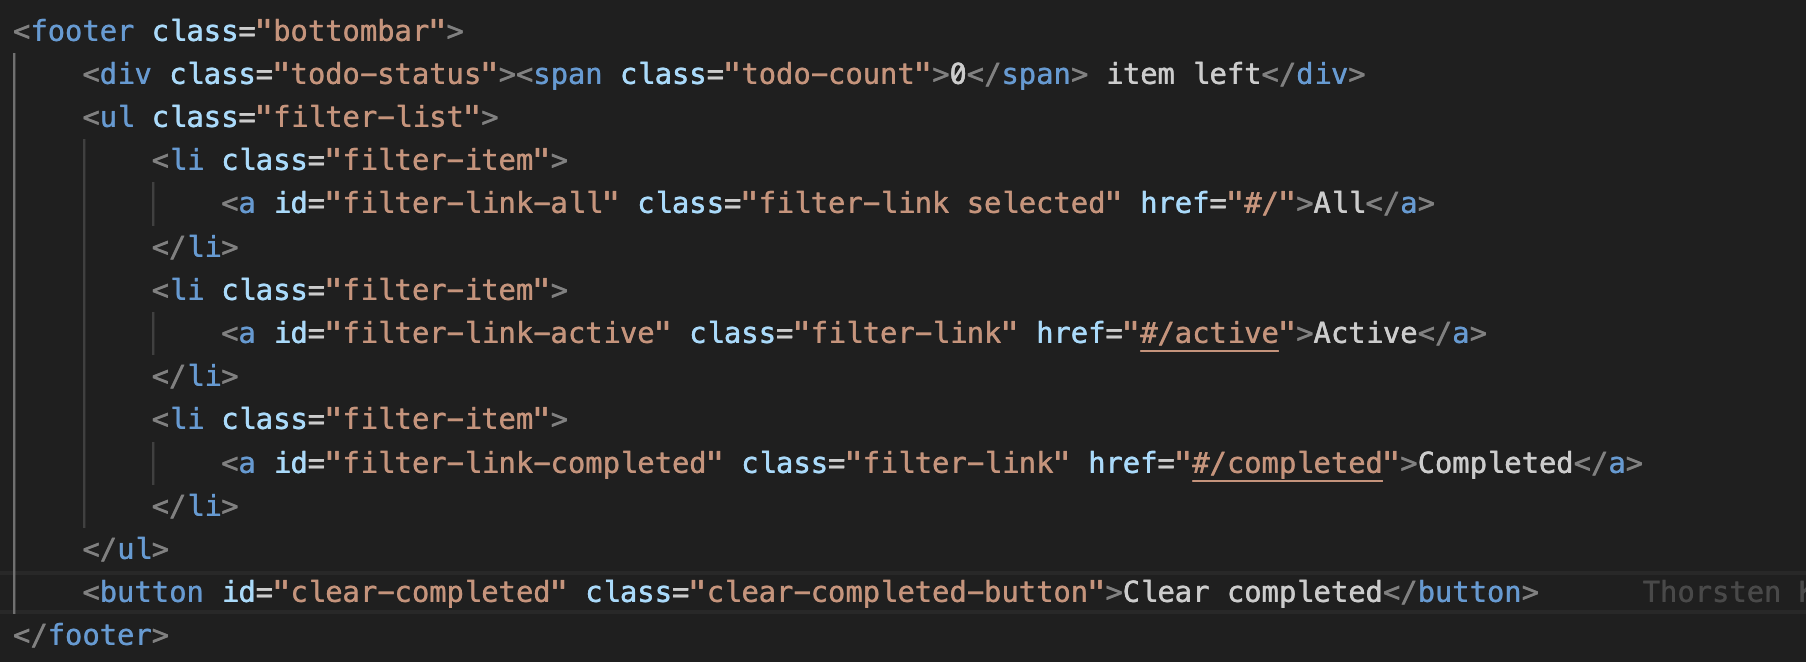 <footer class="bottombar">
    <div class="todo-status"><span class="todo-count">0</span> item left</div>
    <ul class="filter-list">
        <li class="filter-item">
            <a id="filter-link-all" class="filter-link selected" href="#/">All</a>
        </li>
        <li class="filter-item">
            <a id="filter-link-active" class="filter-link" href="#/active">Active</a>
        </li>
        <li class="filter-item">
            <a id="filter-link-completed" class="filter-link" href="#/completed">Completed</a>
        </li>
    </ul>
    <button id="clear-completed" class="clear-completed-button">Clear completed</button> Thorsten
</footer>